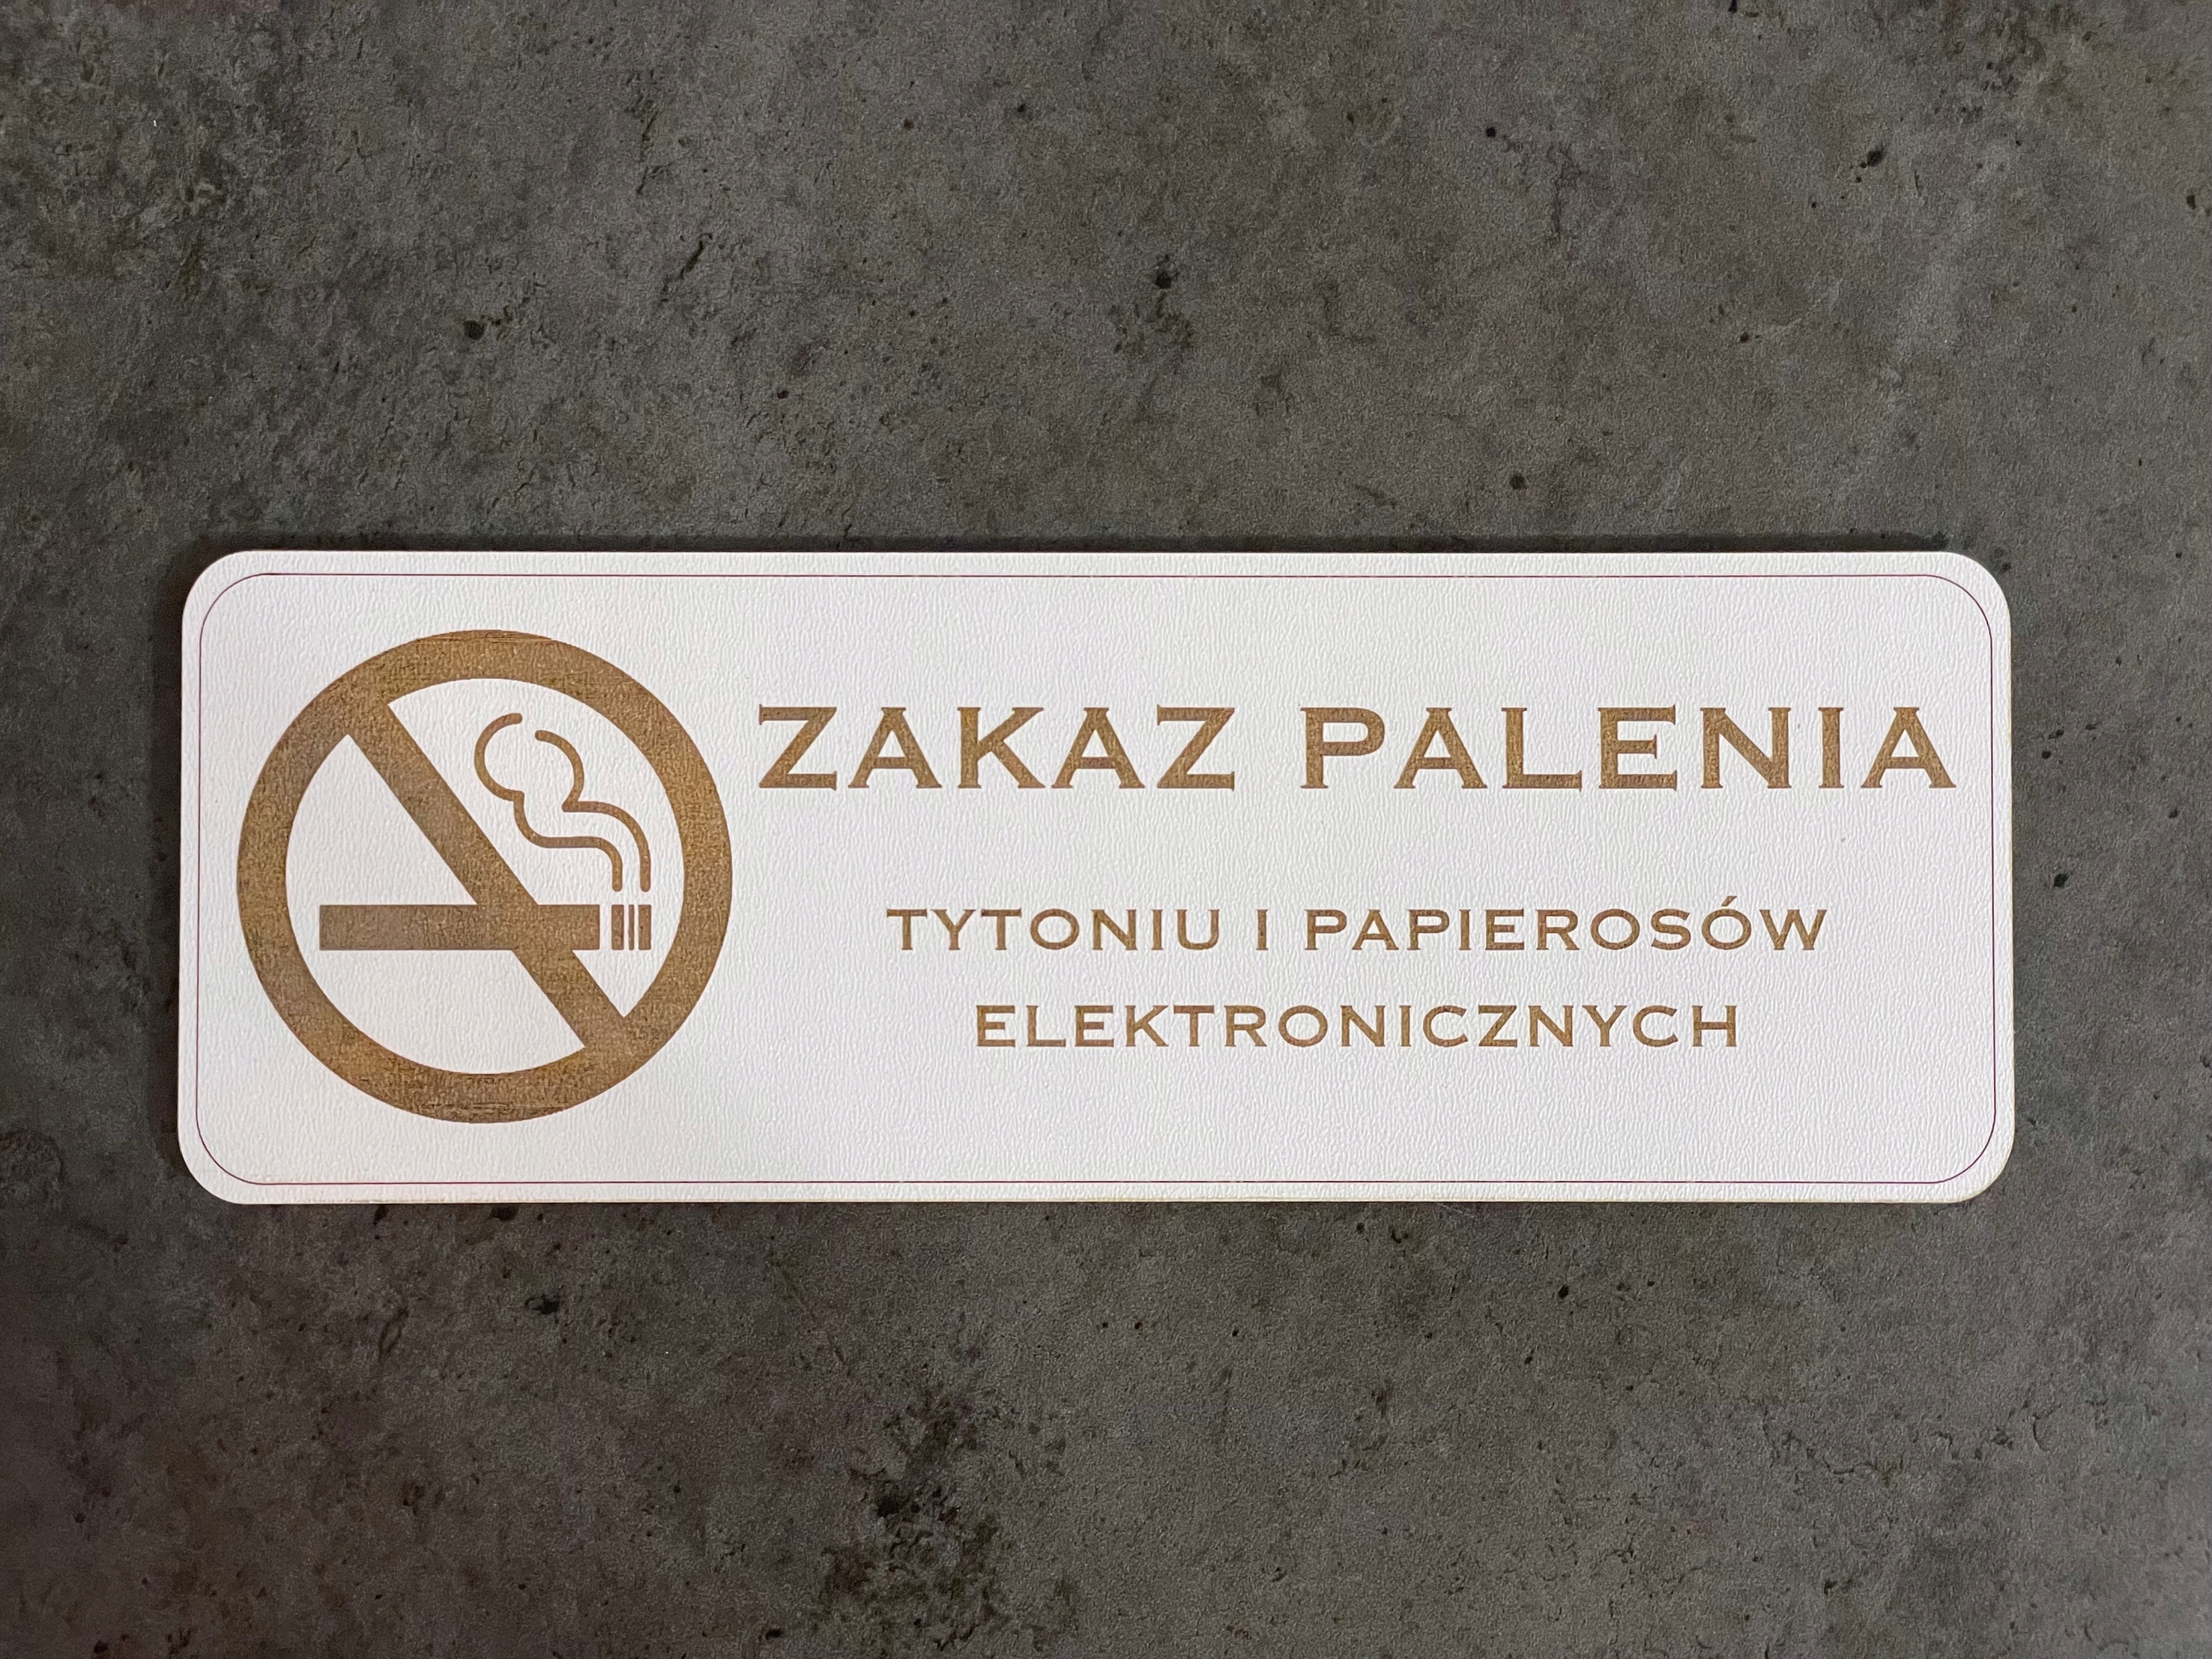 ZAKAZ PALENIA
TYTONIU I PAPIEROSÓW
ELEKTRONICZNYCH